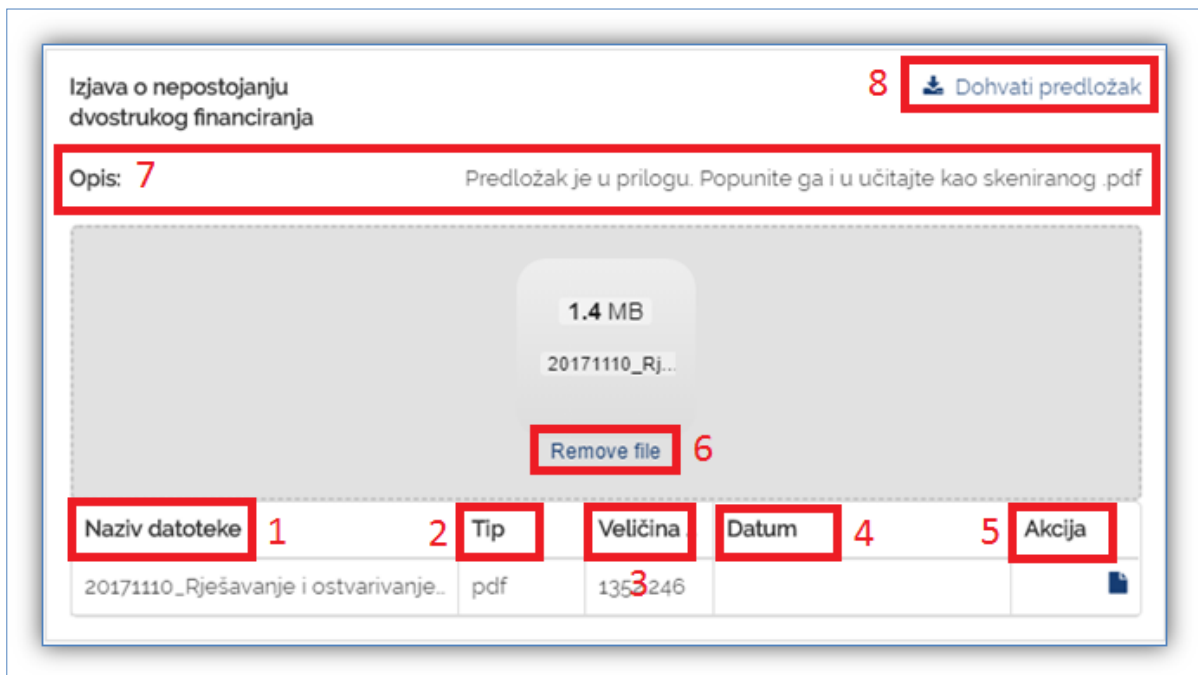 Izjava o nepostojanju
dvostrukog financiranja
8 Dohvati predložak
Opis: 7 Predložak je u prilogu. Popunite ga i u učitajte kao skeniranog .pdf
1.4 MB
20171110_Rj...
Remove file 6
Naziv datoteke 1 2 Tip Veličina Datum 4 5 Akcija
20171110_Rješavanje i ostvarivanje... pdf
3